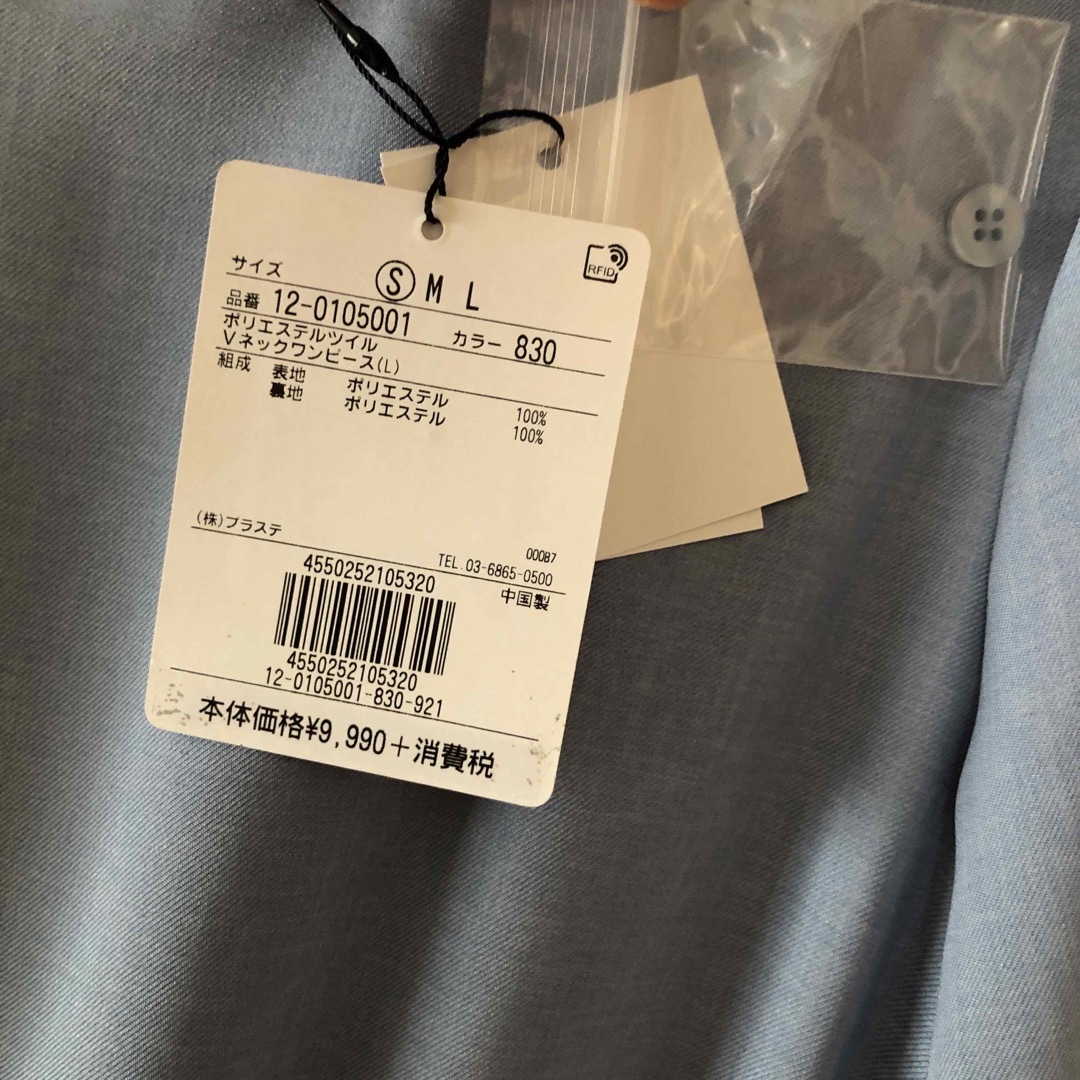 RFID
サイズ Ⓢ M L
品番 12-0105001 カラー 830
ポリエステルツイル
Vネックワンピース(L)
組成 表地 ポリエステル 100%
裏地 ポリエステル 100%
(株)プラステ
00087
TEL.03-6865-0500
中国製
4550252105320
4550252105320
12-0105001-830-921
本体価格¥9,990+消費税